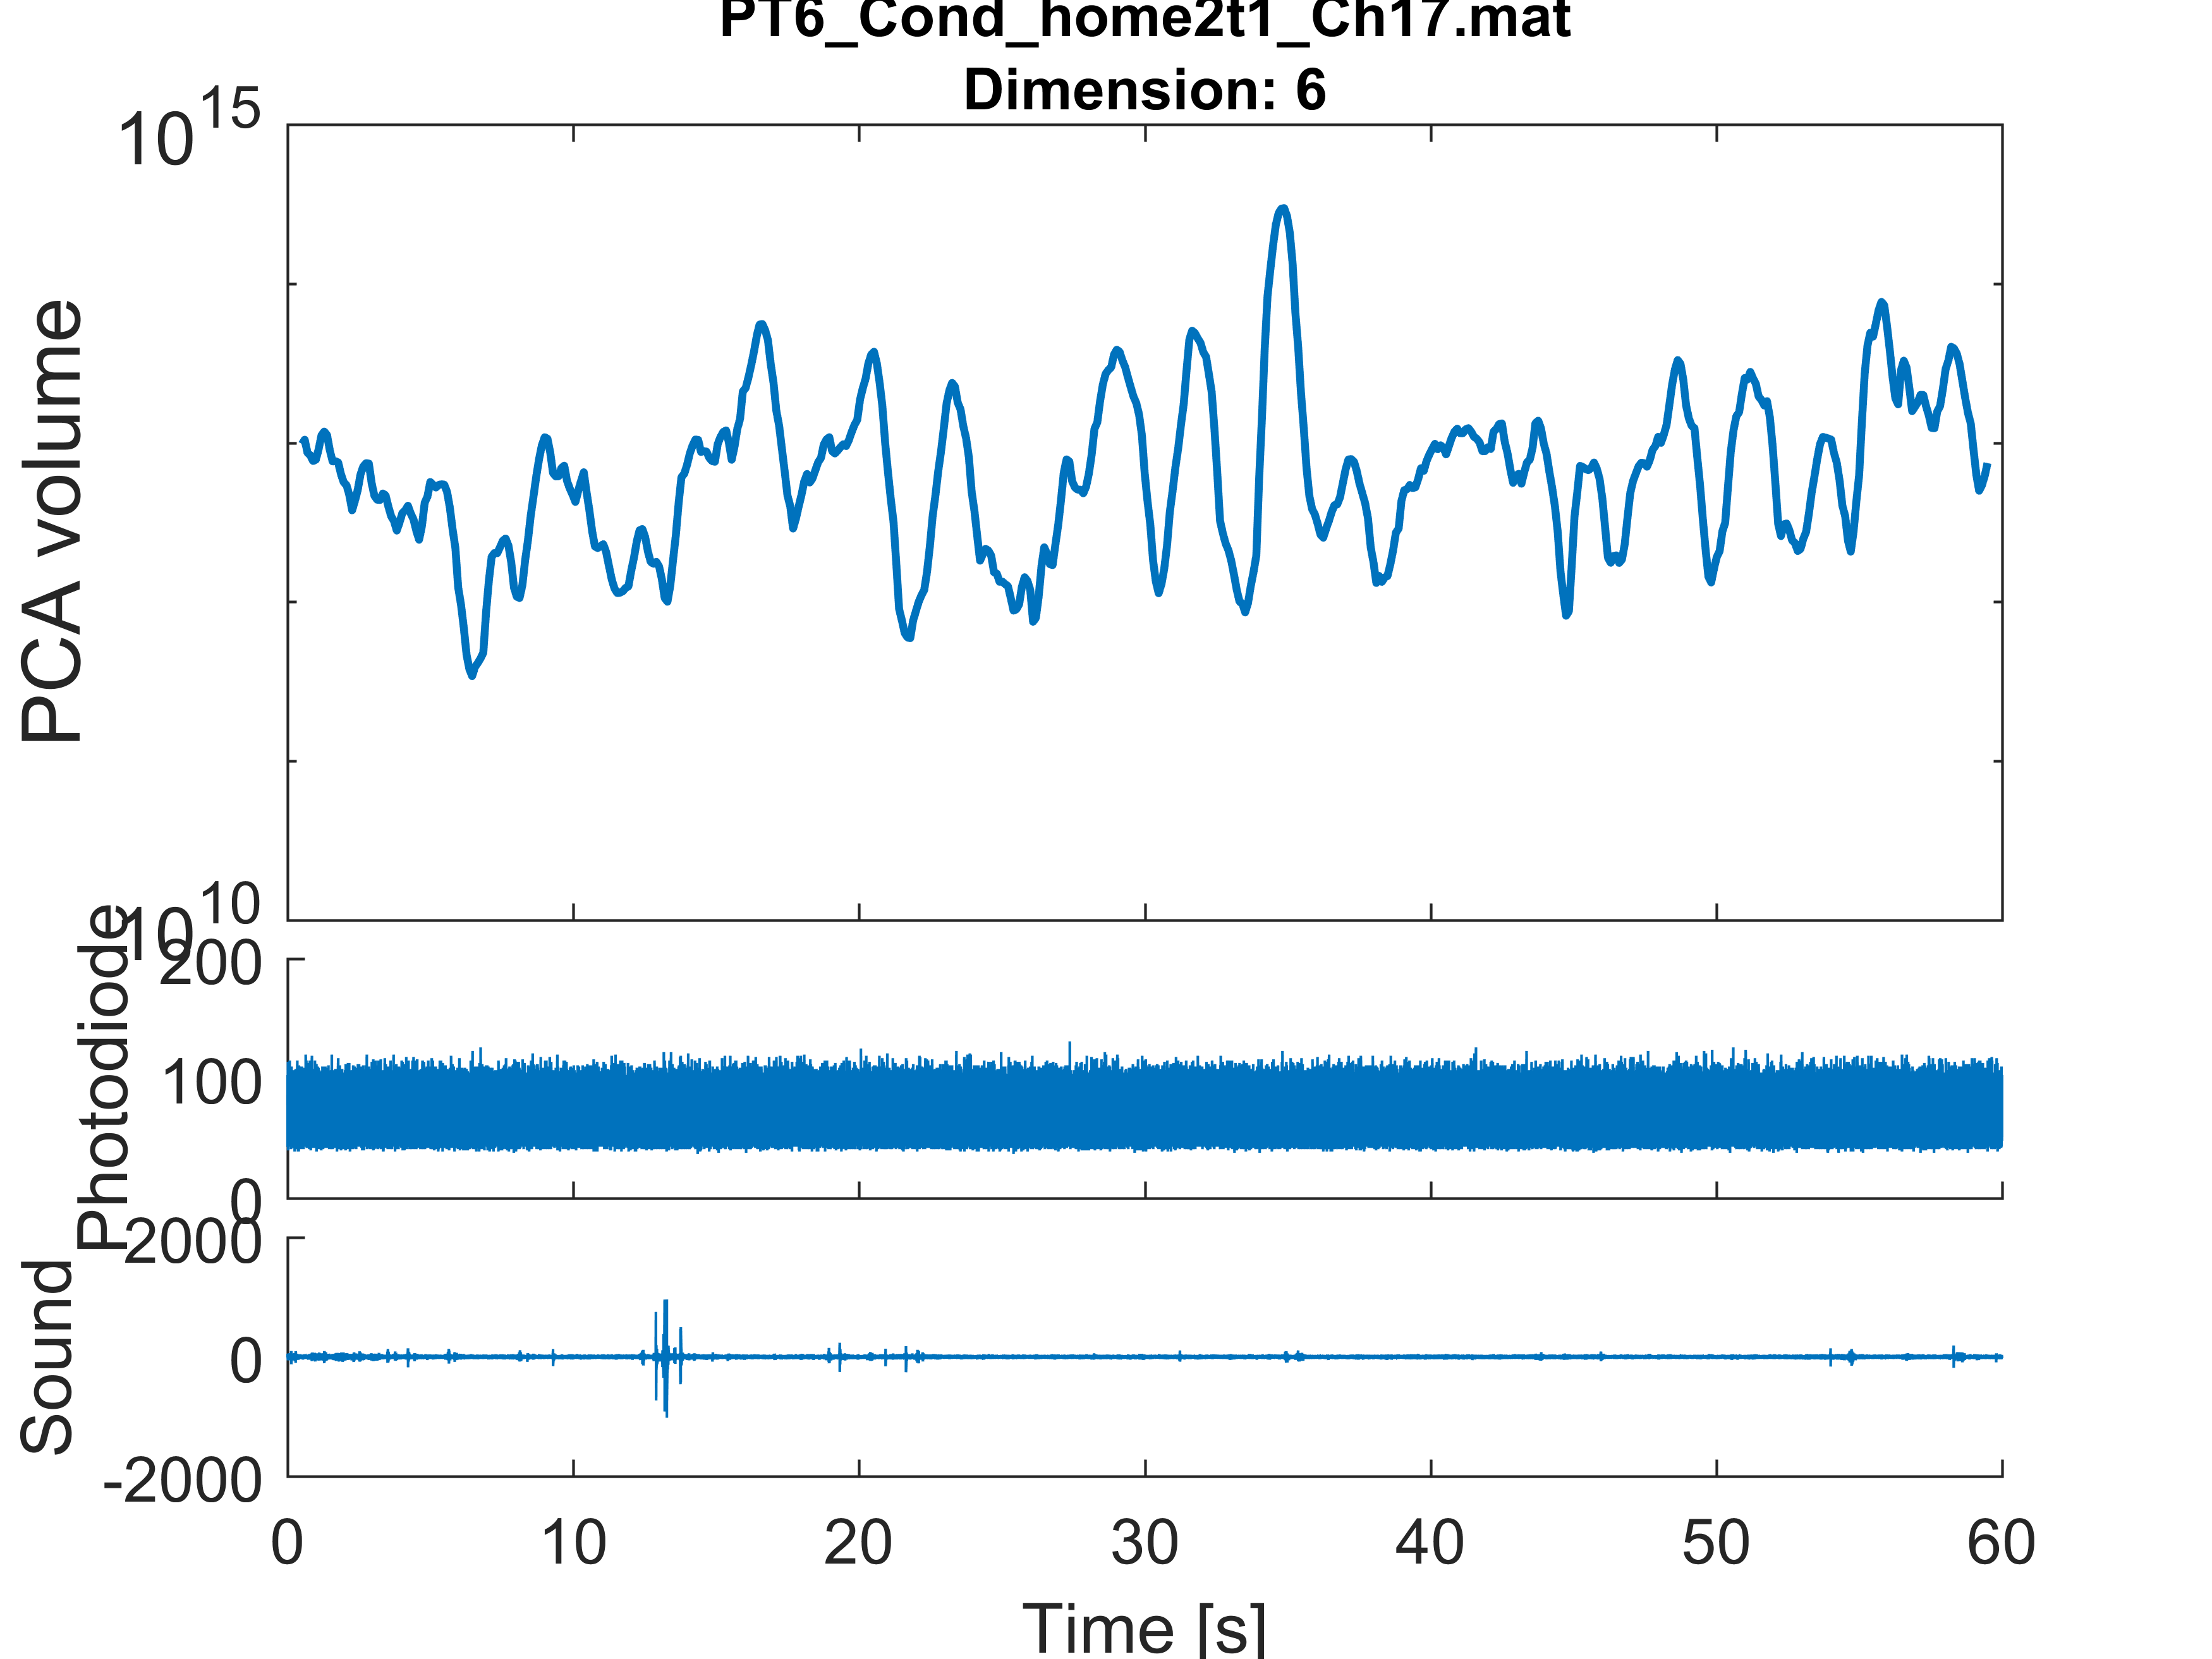 PT6_Cond_home2t1_Ch17.mat
Dimension: 6
10^15
PCA volume
10^10
200
Photodiode
100
0
2000
Sound
0
-2000
0 10 20 30 40 50 60
Time [s]